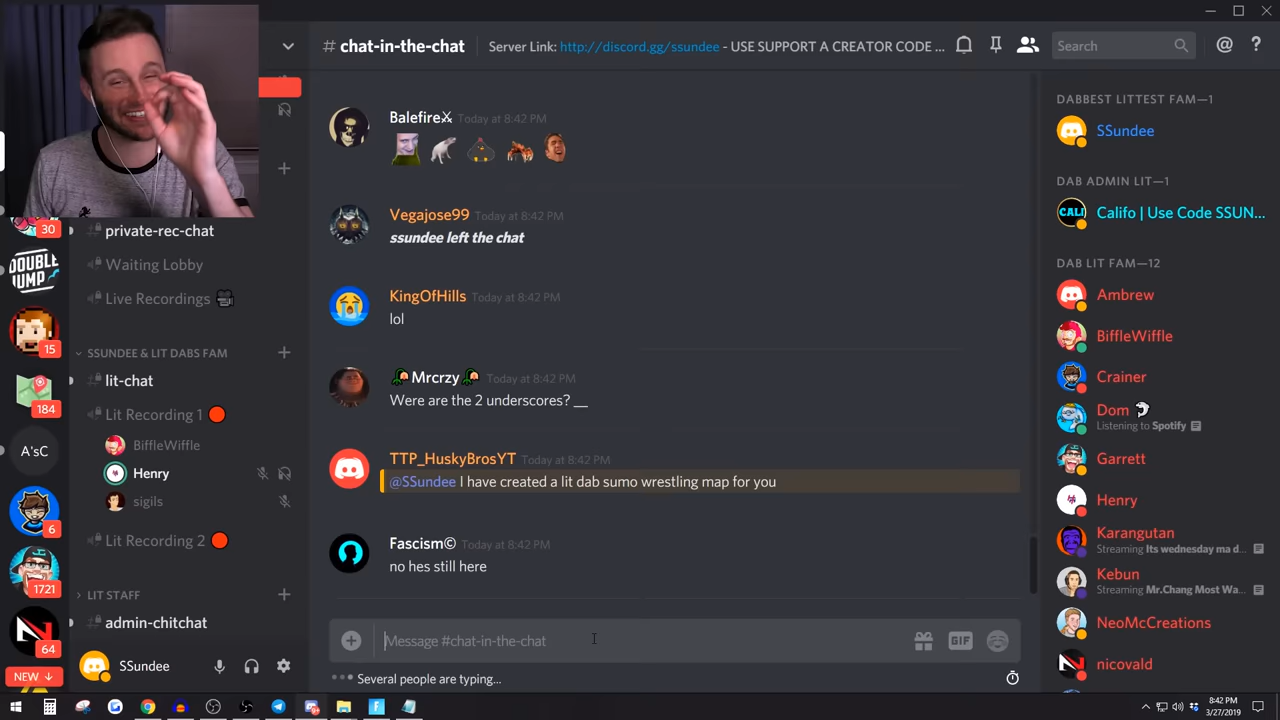 # chat-in-the-chat
Server Link: http://discord.gg/ssundee - USE SUPPORT A CREATOR CODE ...
Search
30
DOUBLE
JUMP
15
184
A'sC
6
1721
N
64
NEW ↓
private-rec-chat
Waiting Lobby
Live Recordings
SSUNDEE & LIT DABS FAM
lit-chat
Lit Recording 1
BiffleWiffle
Henry
sigils
Lit Recording 2
LIT STAFF
admin-chitchat
SSundee
Balefire⚔ Today at 8:42 PM
Vegajose99 Today at 8:42 PM
ssundee left the chat
KingOfHills Today at 8:42 PM
lol
Mrcrzy Today at 8:42 PM
Were are the 2 underscores? __
TTP_HuskyBrosYT Today at 8:42 PM
@SSundee I have created a lit dab sumo wrestling map for you
Fascism© Today at 8:42 PM
no hes still here
Message #chat-in-the-chat
GIF
Several people are typing...
DABBEST LITTEST FAM—1
SSundee
DAB ADMIN LIT—1
CALI
Califo | Use Code SSUN...
DAB LIT FAM—12
Ambrew
BiffleWiffle
Crainer
Dom
Listening to Spotify
Garrett
Henry
Karangutan
Streaming Its wednesday ma d...
Kebun
Streaming Mr.Chang Most Wa...
NeoMcCreations
nicovald
8:42 PM
3/27/2019